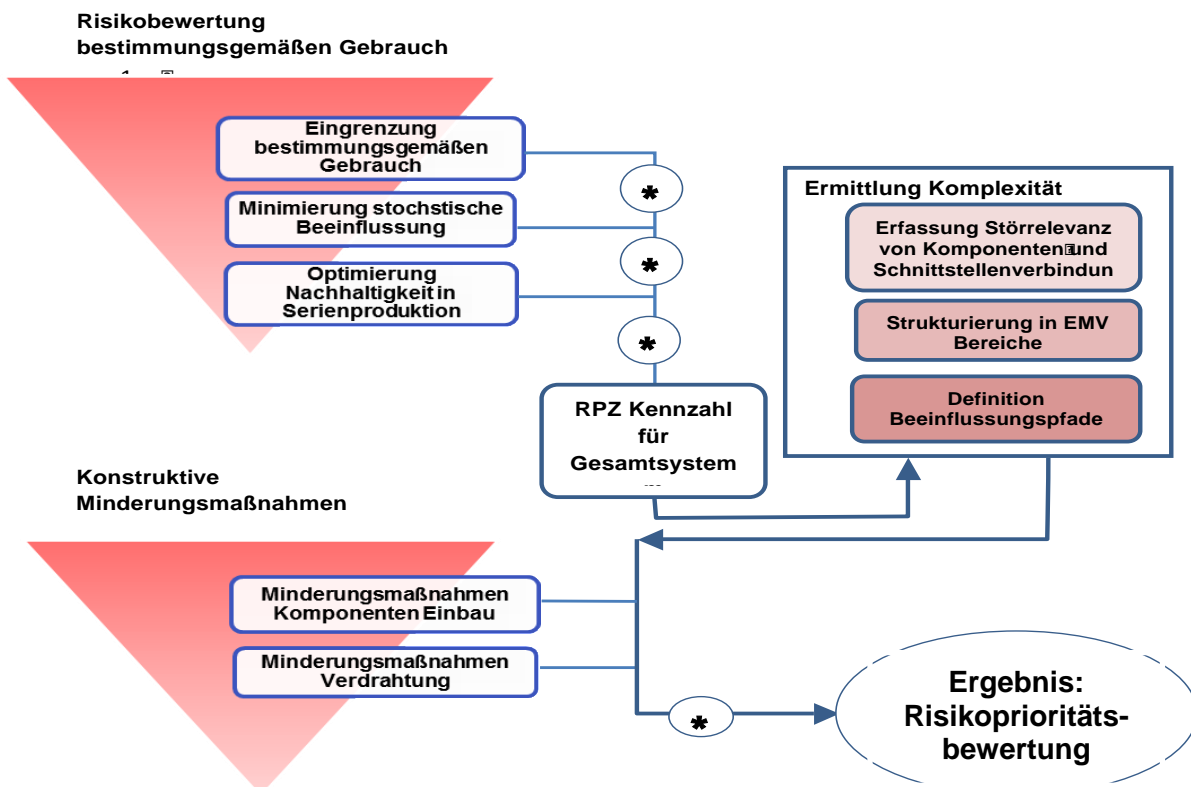 Risikobewertung
bestimmungsgemäßen Gebrauch
Eingrenzung
bestimmungsgemäßen
Gebrauch
*
Minimierung stochstische
Beeinflussung
*
Optimierung
Nachhaltigkeit in
Serienproduktion
*
RPZ Kennzahl
für
Gesamtsystem
Ermittlung Komplexität
Erfassung Störrelevanz
von Komponenten und
Schnittstellenverbindun
Strukturierung in EMV
Bereiche
Definition
Beeinflussungspfade
Konstruktive
Minderungsmaßnahmen
Minderungsmaßnahmen
Komponenten Einbau
Minderungsmaßnahmen
Verdrahtung
*
Ergebnis:
Risikoprioritäts-
bewertung